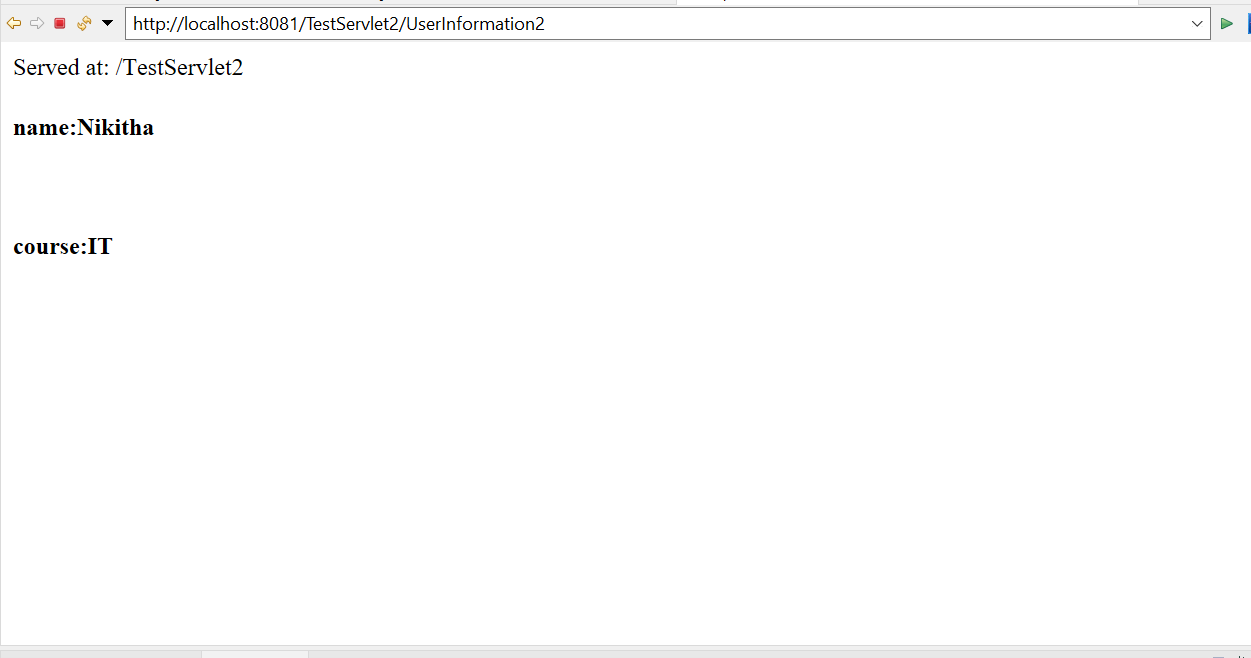 http://localhost:8081/TestServlet2/UserInformation2
Served at: /TestServlet2
name:Nikitha
course:IT